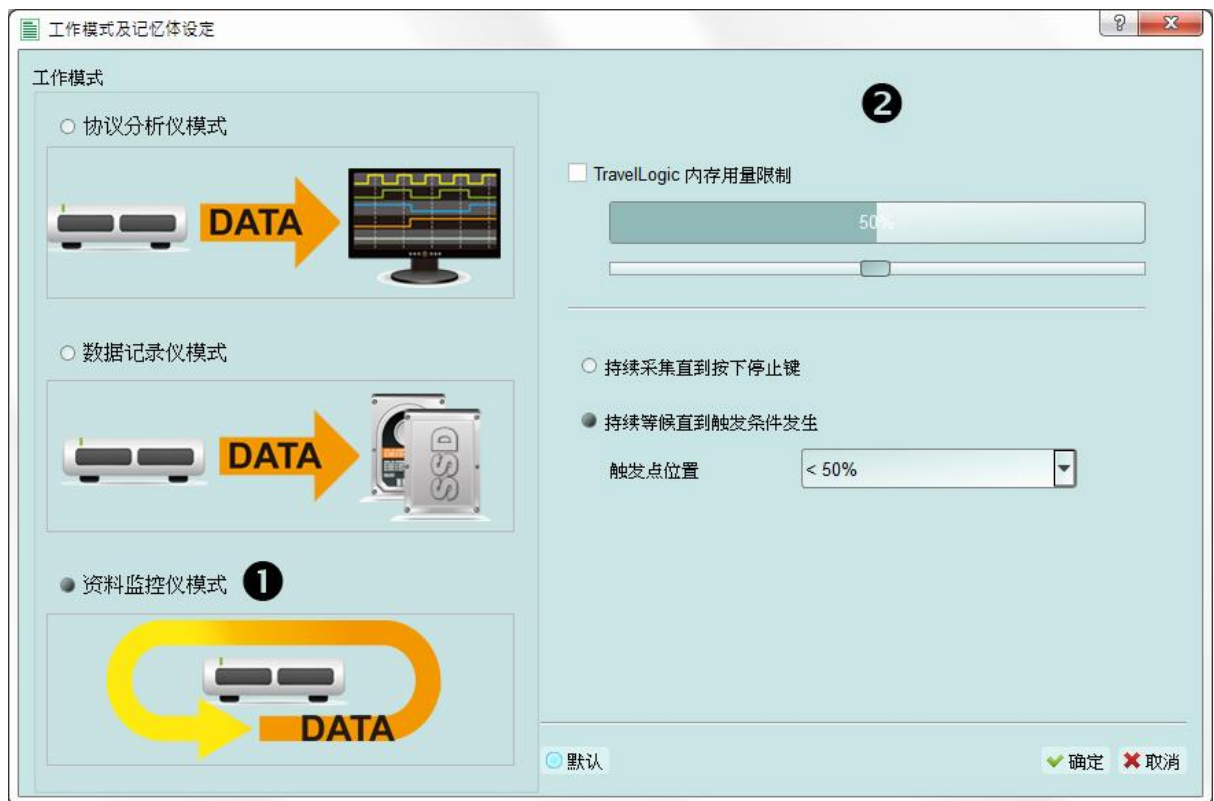 工作模式及记忆体设定
工作模式
协议分析仪模式
DATA
数据记录仪模式
DATA
SSD
资料监控仪模式 ❶
DATA
❷
TravelLogic 内存用量限制
50%
持续采集直到按下停止键
持续等候直到触发条件发生
触发点位置 < 50%
默认 确定 取消